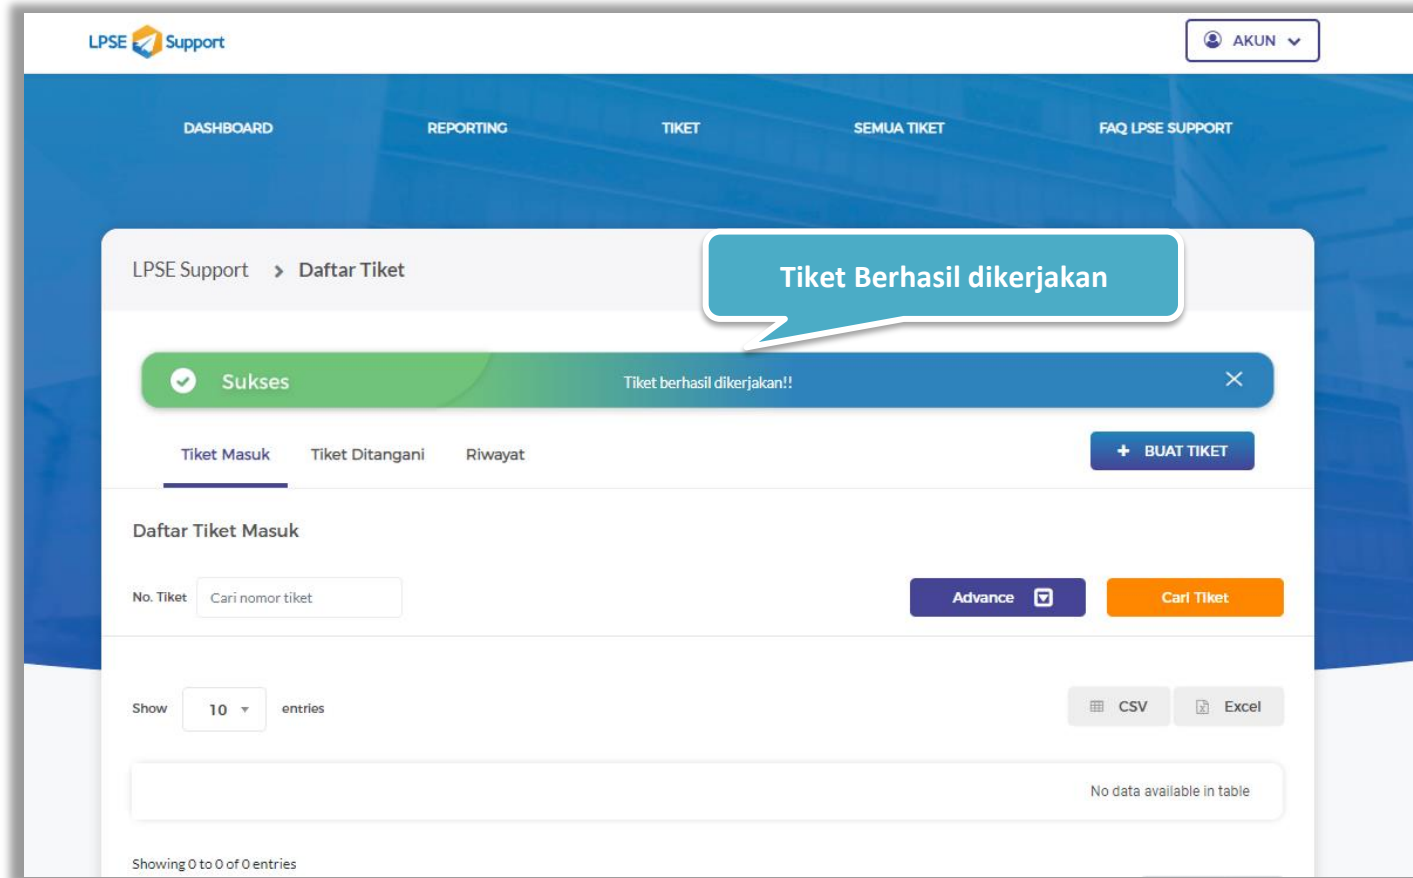 LPSE Support
AKUN
DASHBOARD REPORTING TIKET SEMUA TIKET FAQ LPSE SUPPORT
LPSE Support > Daftar Tiket
Tiket Berhasil dikerjakan
Sukses Tiket berhasil dikerjakan!!
Tiket Masuk Tiket Ditangani Riwayat + BUAT TIKET
Daftar Tiket Masuk
No. Tiket Cari nomor tiket Advance Cari Tiket
Show 10 entries CSV Excel
No data available in table
Showing 0 to 0 of 0 entries